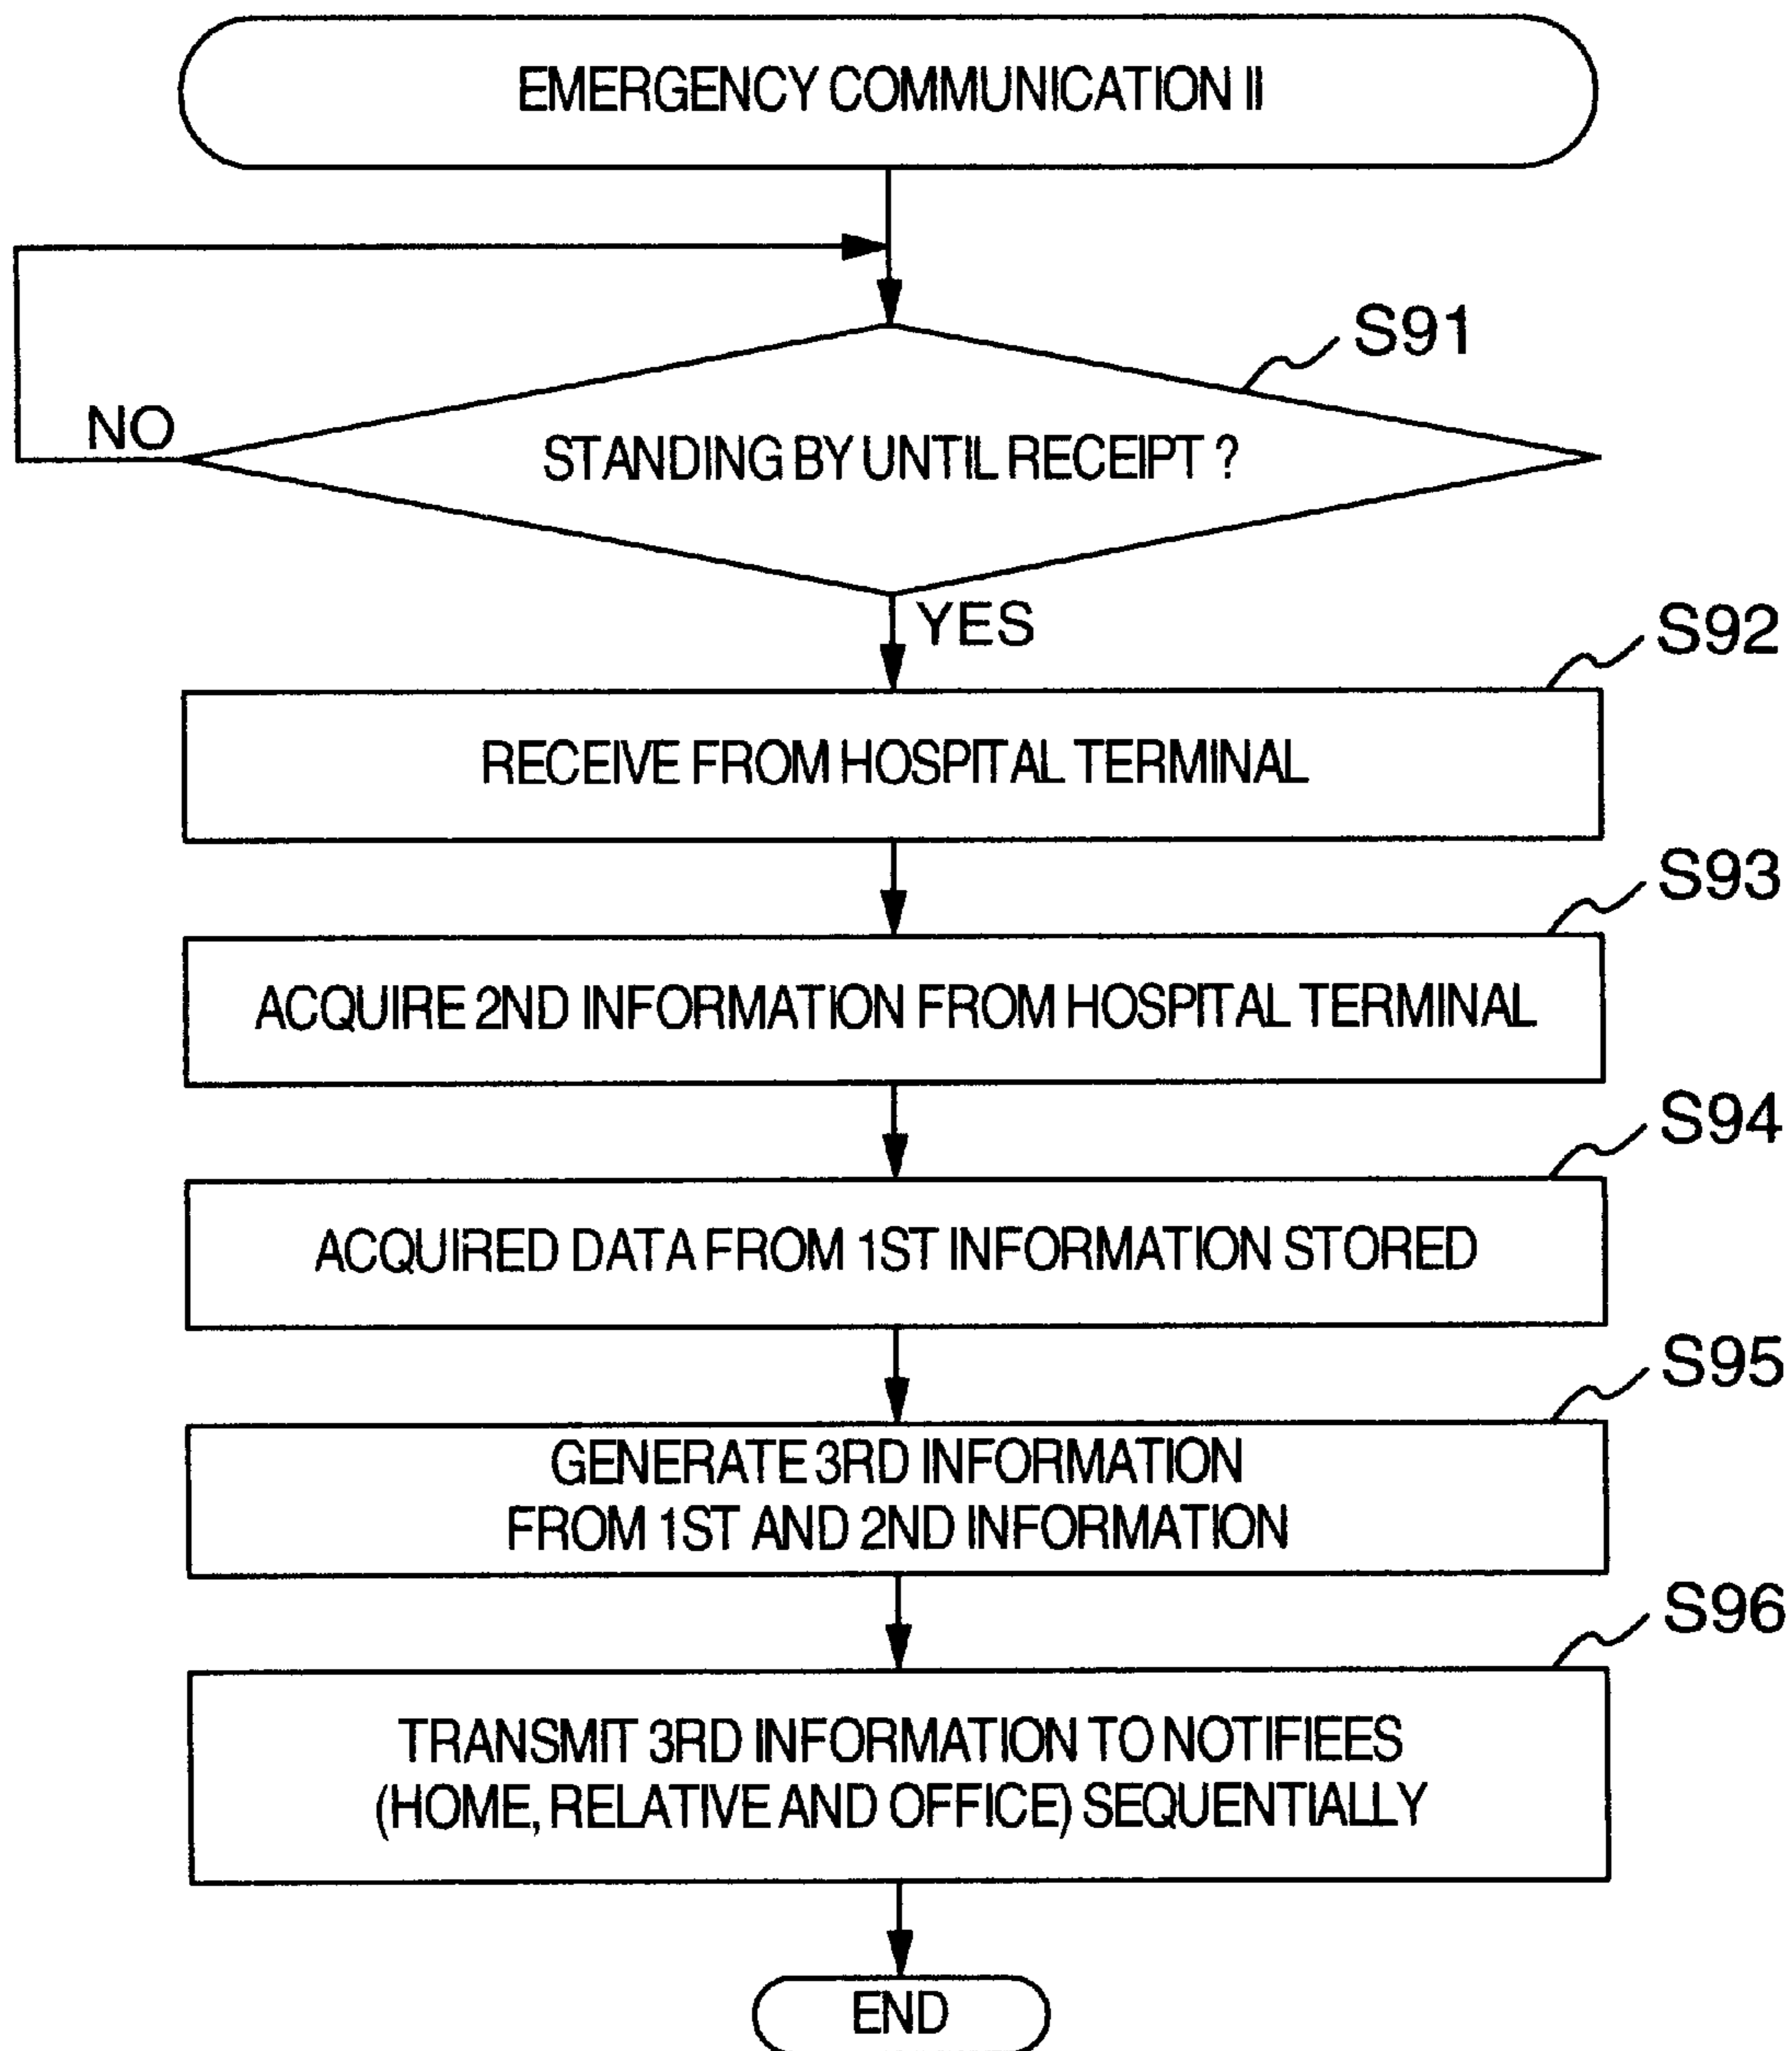 EMERGENCY COMMUNICATION II
S91
NO
STANDING BY UNTIL RECEIPT ?
YES
S92
RECEIVE FROM HOSPITAL TERMINAL
S93
ACQUIRE 2ND INFORMATION FROM HOSPITAL TERMINAL
S94
ACQUIRED DATA FROM 1ST INFORMATION STORED
S95
GENERATE 3RD INFORMATION
FROM 1ST AND 2ND INFORMATION
S96
TRANSMIT 3RD INFORMATION TO NOTIFIEES
(HOME, RELATIVE AND OFFICE) SEQUENTIALLY
END